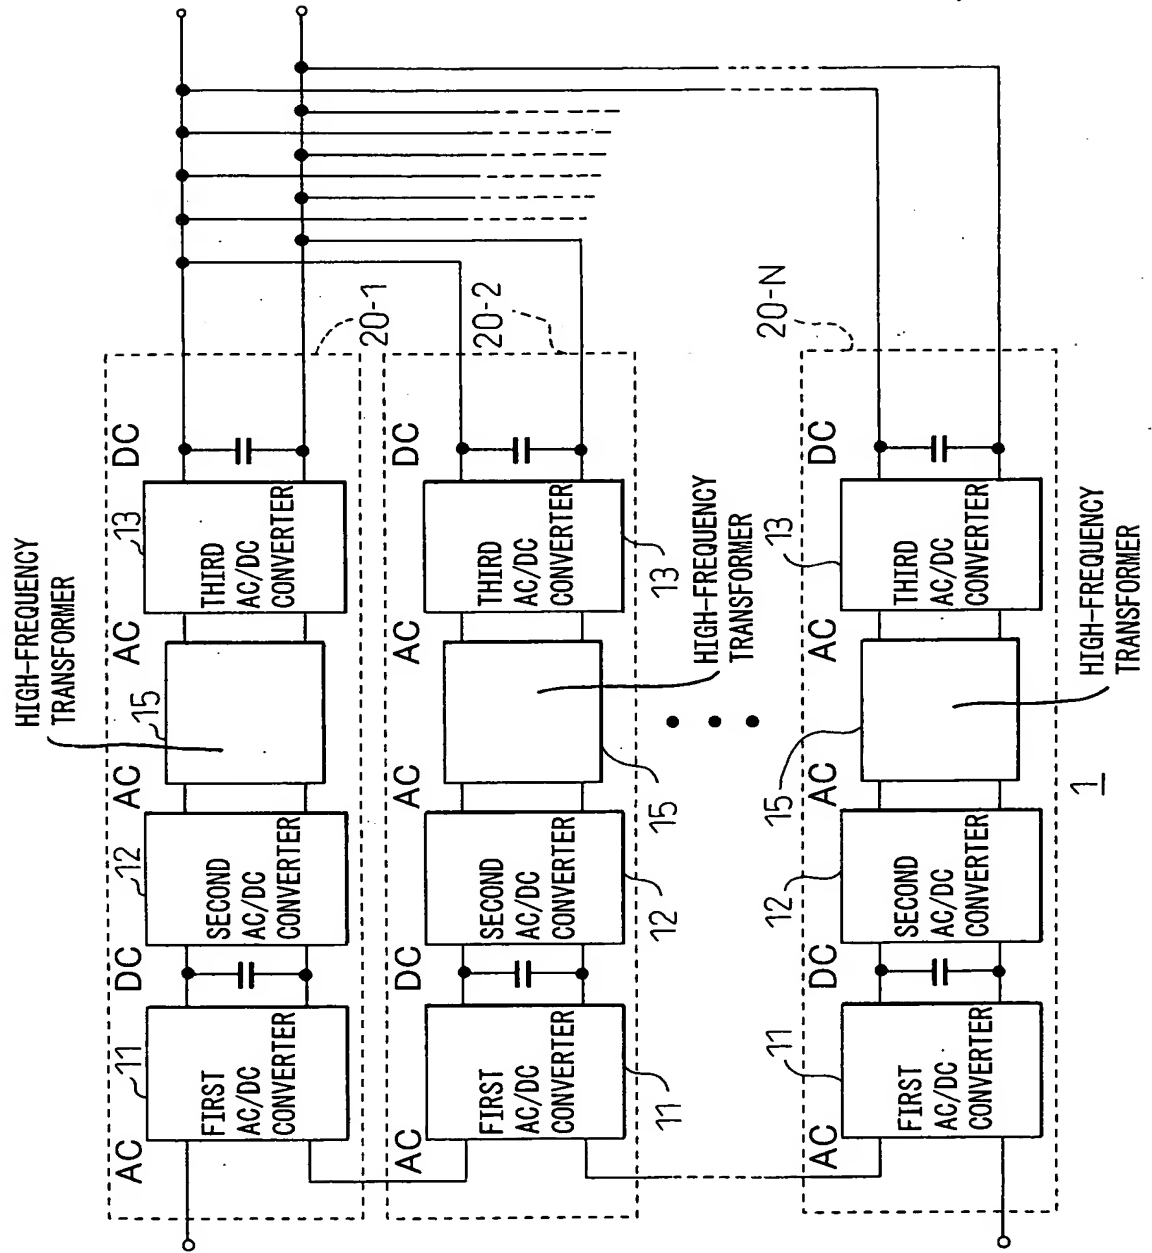 HIGH-FREQUENCY
TRANSFORMER
AC
11
FIRST
AC/DC
CONVERTER
DC
12
SECOND
AC/DC
CONVERTER
AC
15
AC
13
THIRD
AC/DC
CONVERTER
DC
20-1
AC
11
FIRST
AC/DC
CONVERTER
DC
12
SECOND
AC/DC
CONVERTER
AC
15
HIGH-FREQUENCY
TRANSFORMER
AC
13
THIRD
AC/DC
CONVERTER
DC
20-2
AC
11
FIRST
AC/DC
CONVERTER
DC
12
SECOND
AC/DC
CONVERTER
AC
15
HIGH-FREQUENCY
TRANSFORMER
AC
13
THIRD
AC/DC
CONVERTER
DC
20-N
1